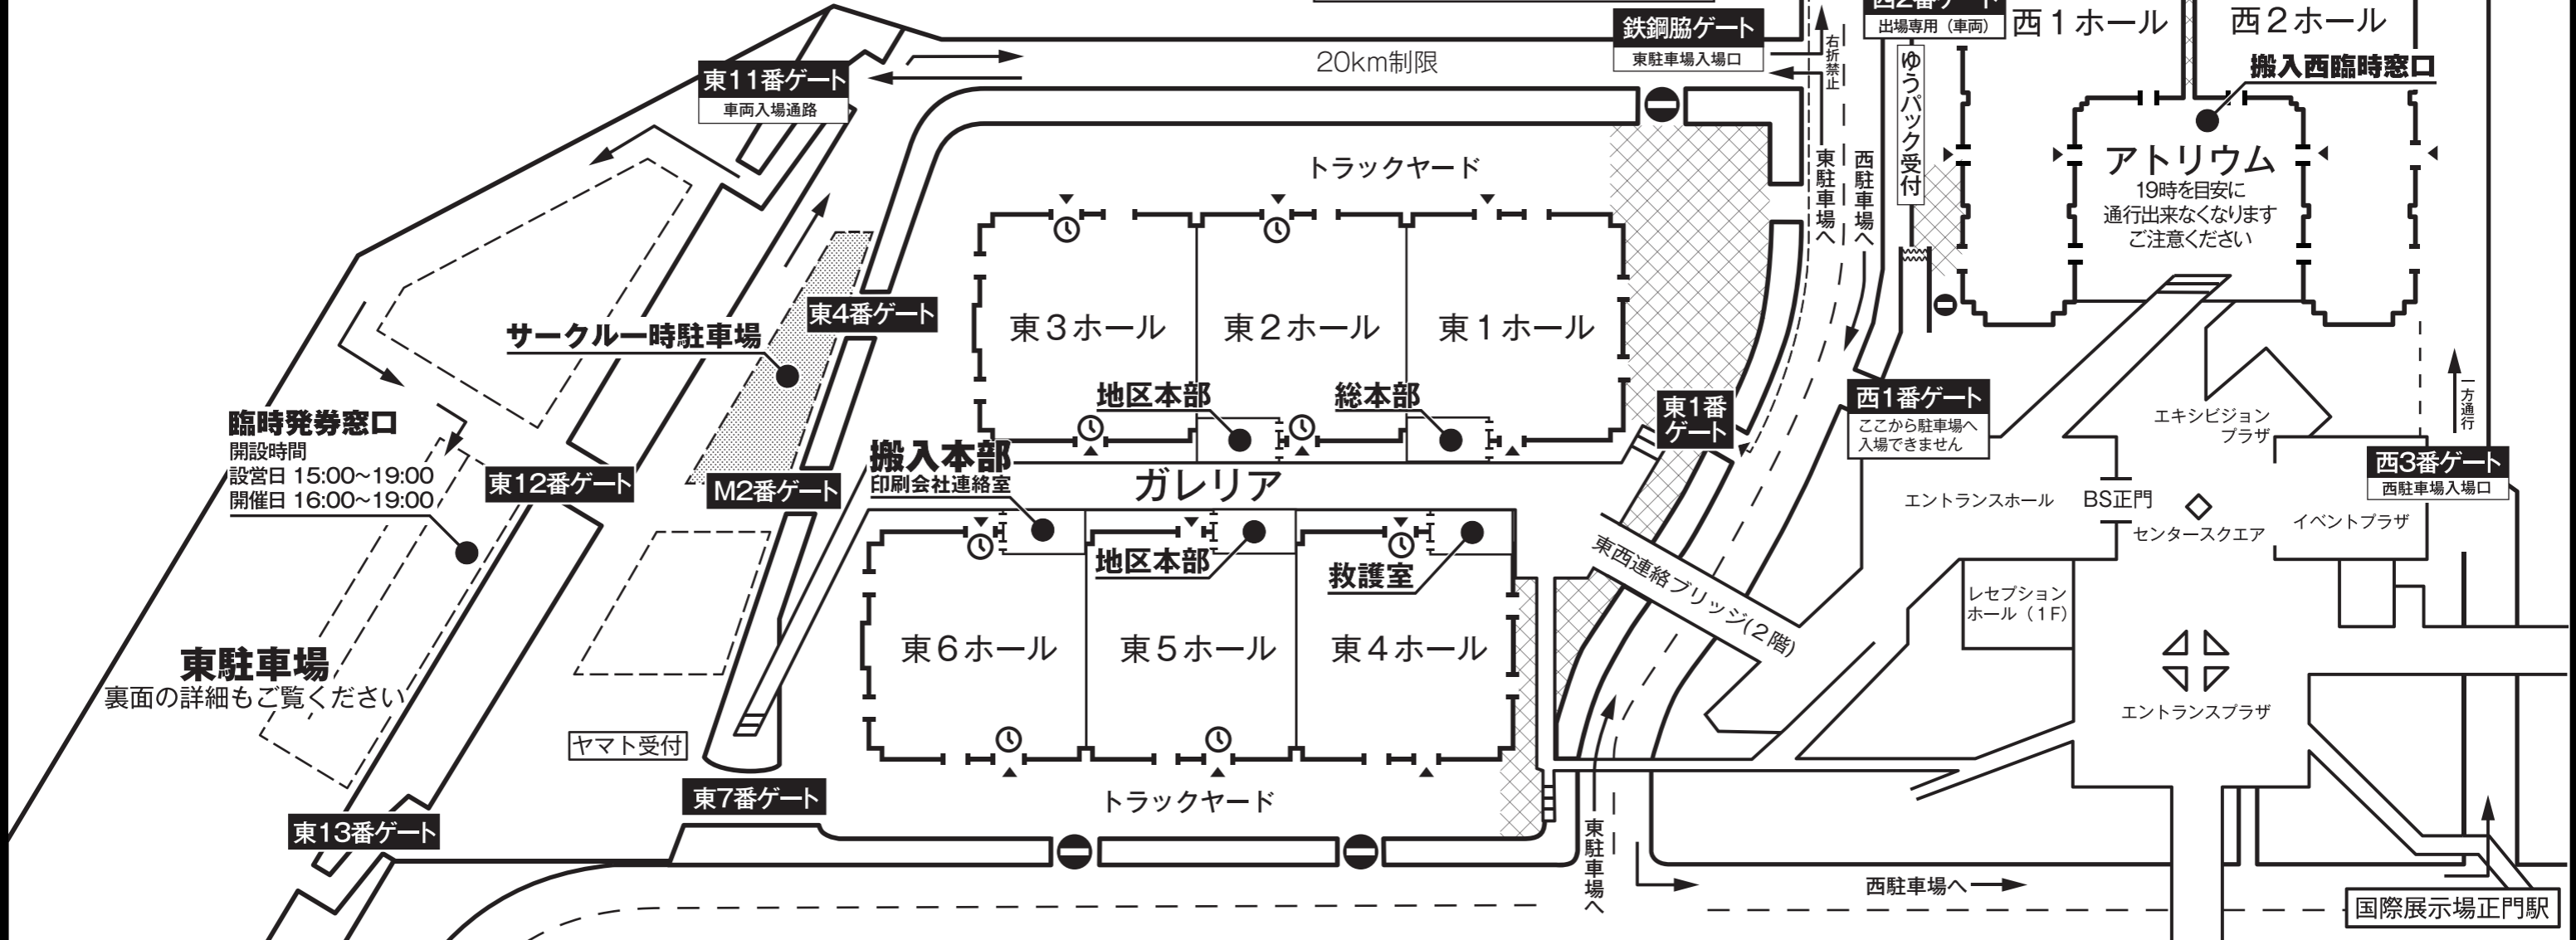 鉄鋼脇ゲート
東駐車場入場口
西2番ゲート
出場専用（車両）
西1ホール
西2ホール
搬入西臨時窓口
東11番ゲート
車両入場通路
20km制限
右折禁止
ゆうパック受付
トラックヤード
東駐車場へ
西駐車場へ
アトリウム
19時を目安に
通行出来なくなります
ご注意ください
サークル一時駐車場
東4番ゲート
東3ホール
東2ホール
東1ホール
地区本部
総本部
東1番
ゲート
西1番ゲート
ここから駐車場へ
入場できません
エキシビジョン
プラザ
一方通行
臨時発券窓口
開設時間
設営日 15:00~19:00
開催日 16:00~19:00
東12番ゲート
M2番ゲート
搬入本部
印刷会社連絡室
ガレリア
エントランスホール
BS正門
センタースクエア
イベントプラザ
西3番ゲート
西駐車場入場口
地区本部
救護室
東西連絡ブリッジ(2階)
レセプション
ホール（1F）
東6ホール
東5ホール
東4ホール
東駐車場
裏面の詳細もご覧ください
エントランスプラザ
ヤマト受付
東7番ゲート
トラックヤード
東13番ゲート
東駐車場へ
西駐車場へ
国際展示場正門駅